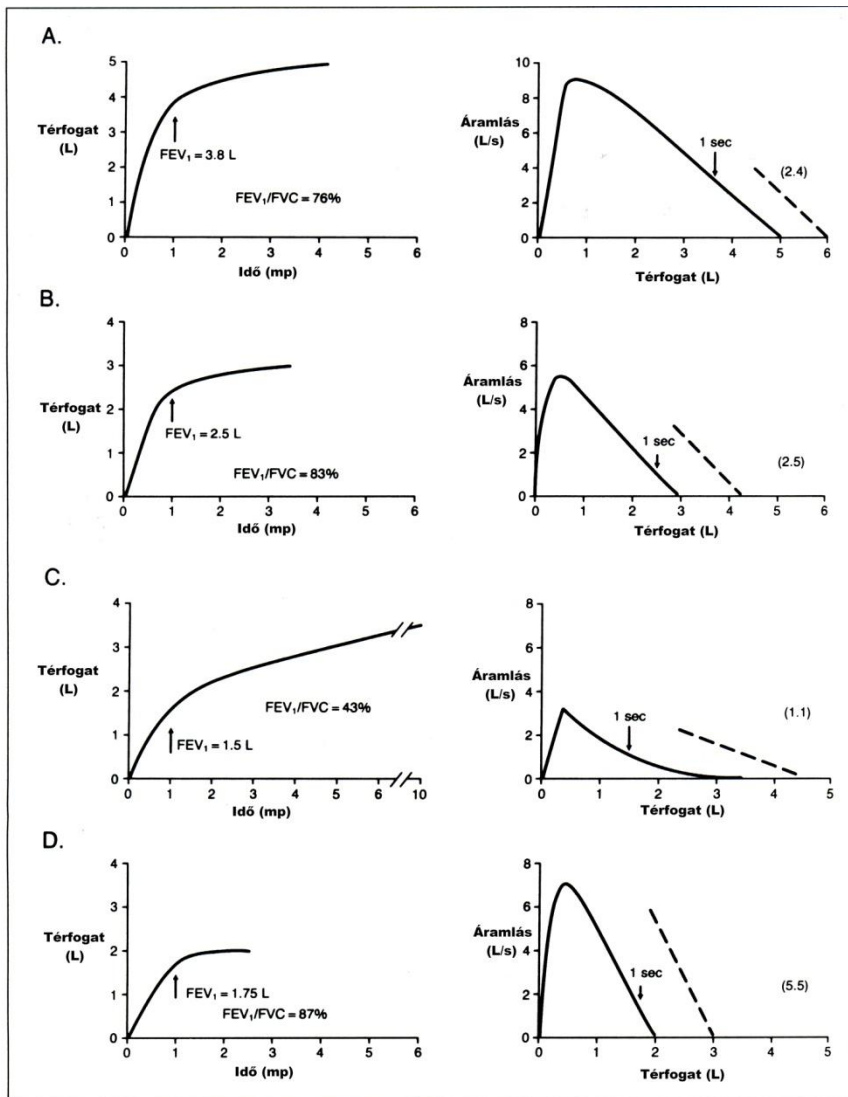 A.
5
4
3
2
1
0
Térfogat
(L)
FEV₁ = 3.8 L
FEV₁/FVC = 76%
0 1 2 3 4 5 6
Idő (mp)
10
8
6
4
2
0
Áramlás
(L/s)
1 sec
(2.4)
0 1 2 3 4 5 6
Térfogat (L)
B.
4
3
2
1
0
Térfogat
(L)
FEV₁ = 2.5 L
FEV₁/FVC = 83%
0 1 2 3 4 5 6
Idő (mp)
8
6
4
2
0
Áramlás
(L/s)
1 sec
(2.5)
0 1 2 3 4 5 6
Térfogat (L)
C.
4
3
2
1
0
Térfogat
(L)
FEV₁/FVC = 43%
FEV₁ = 1.5 L
0 1 2 3 4 5 6 10
Idő (mp)
8
6
4
2
0
Áramlás
(L/s)
1 sec
(1.1)
0 1 2 3 4 5
Térfogat (L)
D.
4
3
2
1
0
Térfogat
(L)
FEV₁ = 1.75 L
FEV₁/FVC = 87%
0 1 2 3 4 5 6
Idő (mp)
8
6
4
2
0
Áramlás
(L/s)
1 sec
(5.5)
0 1 2 3 4 5
Térfogat (L)